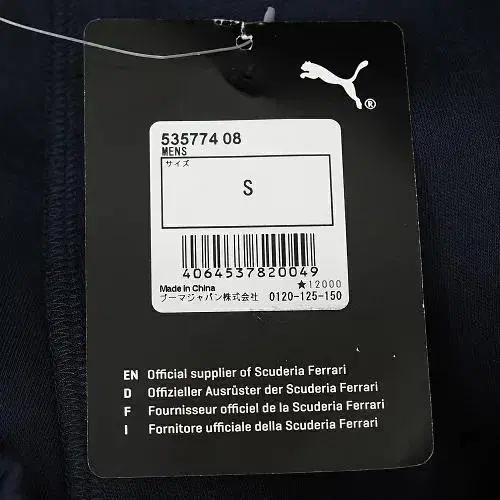 ®
535774 08
MENS
サイズ
S
4064537820049
Made in China
★12000
プーマジャパン株式会社 0120-125-150
EN Official supplier of Scuderia Ferrari
D Offizieller Ausrüster der Scuderia Ferrari
F Fournisseur officiel de la Scuderia Ferrari
I Fornitore ufficiale della Scuderia Ferrari